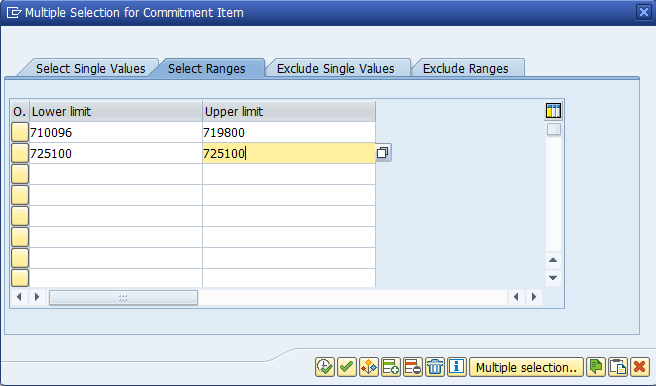 Multiple Selection for Commitment Item
Select Single Values Select Ranges Exclude Single Values Exclude Ranges
O. Lower limit Upper limit
710096 719800
725100 725100
Multiple selection..